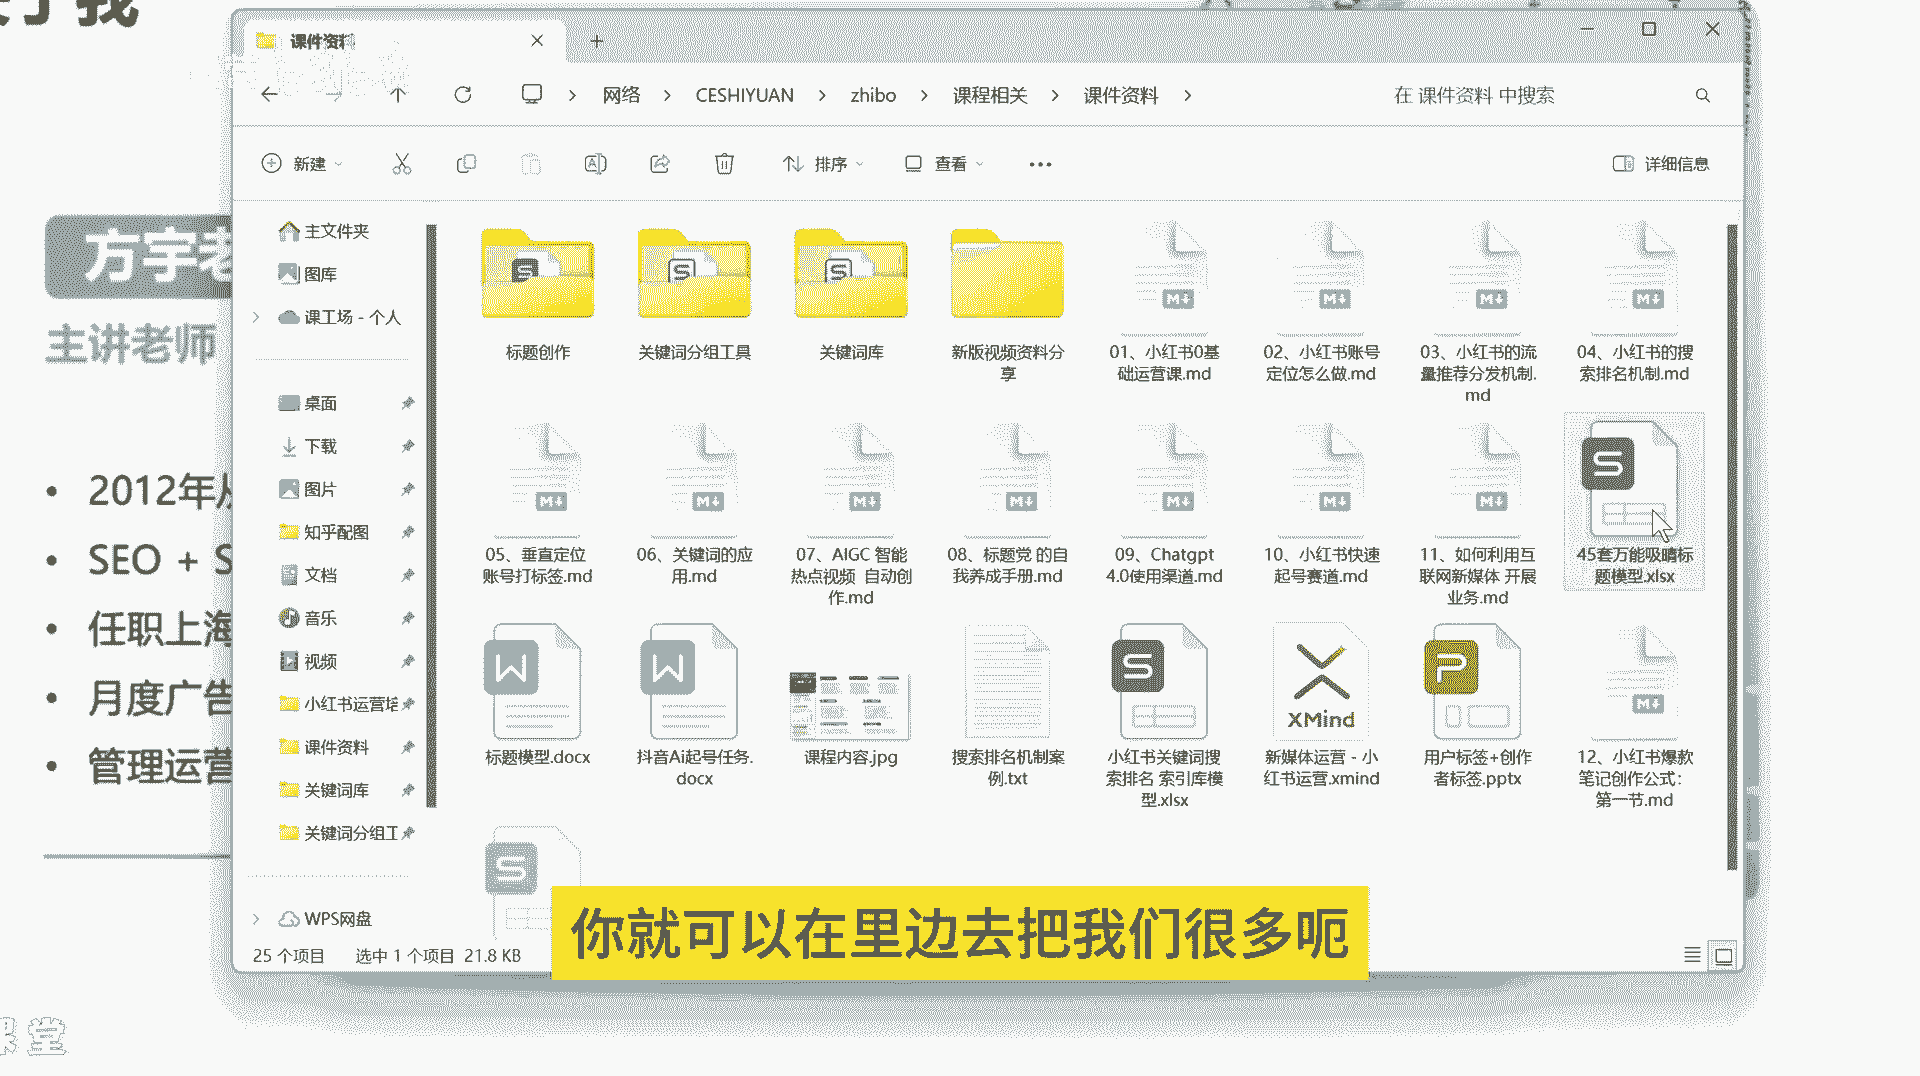 课件资料
网络 > CESHIYUAN > zhibo > 课程相关 > 课件资料 >
在 课件资料 中搜索
新建
排序
查看
详细信息
主文件夹
图库
课工场 - 个人
桌面
下载
图片
知乎配图
文档
音乐
视频
小红书运营培
课件资料
关键词库
关键词分组工
WPS网盘
标题创作
关键词分组工具
关键词库
新版视频资料分
享
01、小红书0基
础运营课.md
02、小红书账号
定位怎么做.md
03、小红书的流
量推荐分发机制.
md
04、小红书的搜
索排名机制.md
05、垂直定位
账号打标签.md
06、关键词的应
用.md
07、AIGC 智能
热点视频 自动创
作.md
08、标题党 的自
我养成手册.md
09、Chatgpt
4.0使用渠道.md
10、小红书快速
起号赛道.md
11、如何利用互
联网新媒体 开展
业务.md
45套万能吸睛标
题模型.xlsx
标题模型.docx
抖音Ai起号任务.
docx
课程内容.jpg
搜索排名机制案
例.txt
小红书关键词搜
索排名 索引库模
型.xlsx
XMind
新媒体运营 - 小
红书运营.xmind
用户标签+创作
者标签.pptx
12、小红书爆款
笔记创作公式：
第一节.md
25 个项目
选中 1 个项目 21.8 KB
方宇老
主讲老师
2012年从
SEO + S
任职上海
月度广告
管理运营
课堂
你就可以在里边去把我们很多呃